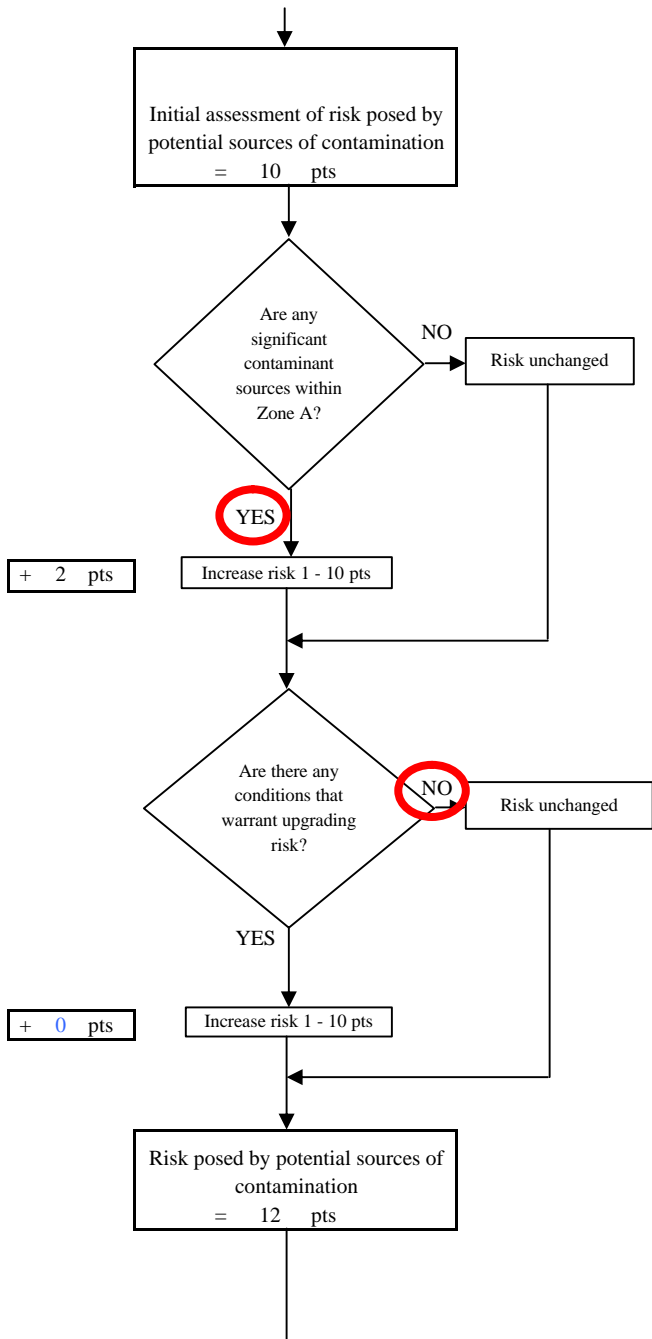 Initial assessment of risk posed by
potential sources of contamination
= 10 pts
Are any
significant
contaminant
sources within
Zone A?
NO
Risk unchanged
YES
+ 2 pts
Increase risk 1 - 10 pts
Are there any
conditions that
warrant upgrading
risk?
NO
Risk unchanged
YES
+ 0 pts
Increase risk 1 - 10 pts
Risk posed by potential sources of
contamination
= 12 pts